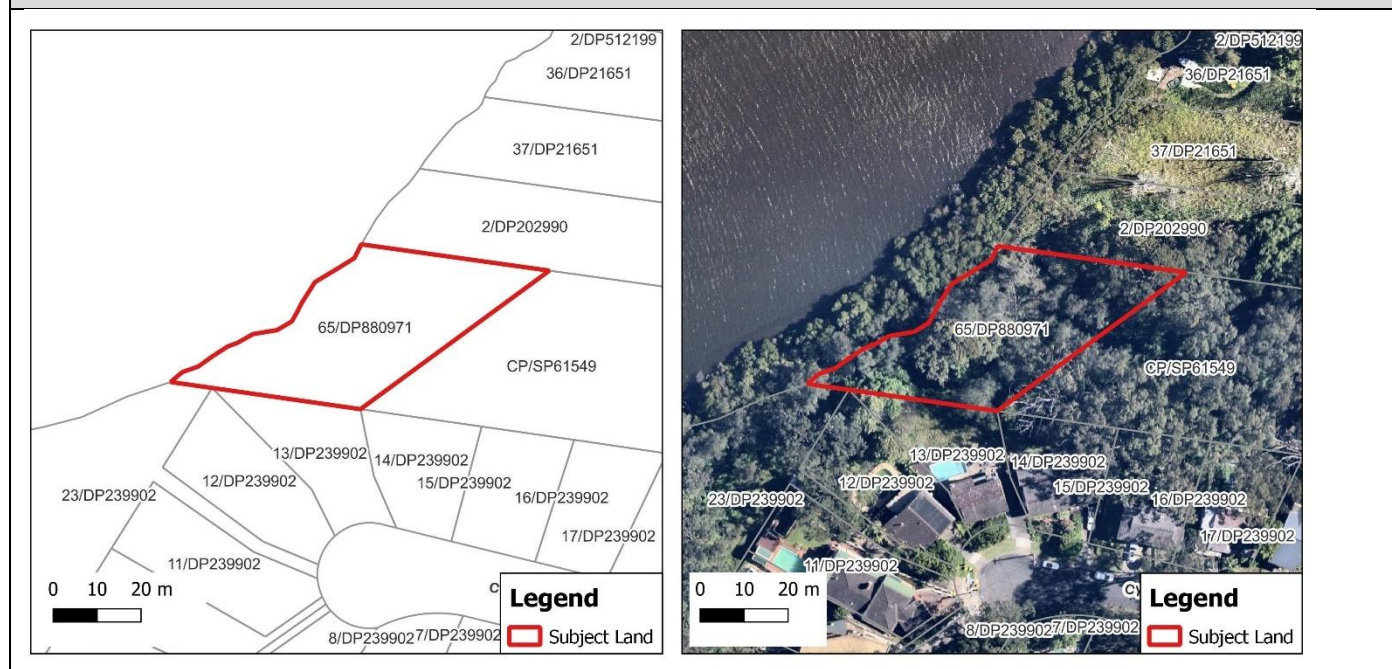 2/DP512199
36/DP21651
37/DP21651
2/DP202990
65/DP880971
CP/SP61549
13/DP239902
14/DP239902
12/DP239902
15/DP239902
23/DP239902
16/DP239902
17/DP239902
11/DP239902
0 10 20 m
8/DP239902
7/DP239902
Legend
Subject Land
2/DP512199
36/DP21651
37/DP21651
2/DP202990
65/DP880971
CP/SP61549
13/DP239902
14/DP239902
12/DP239902
15/DP239902
23/DP239902
16/DP239902
17/DP239902
11/DP239902
0 10 20 m
8/DP239902
7/DP239902
Legend
Subject Land